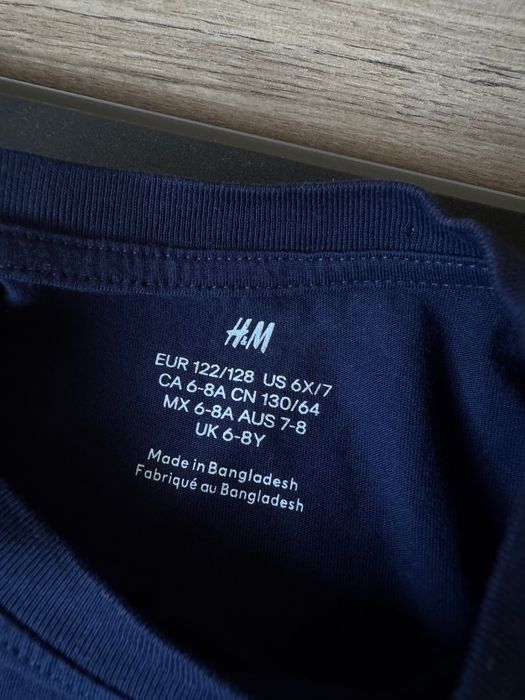 H&M
EUR 122/128 US 6X/7
CA 6-8A CN 130/64
MX 6-8A AUS 7-8
UK 6-8Y
Made in Bangladesh
Fabriqué au Bangladesh